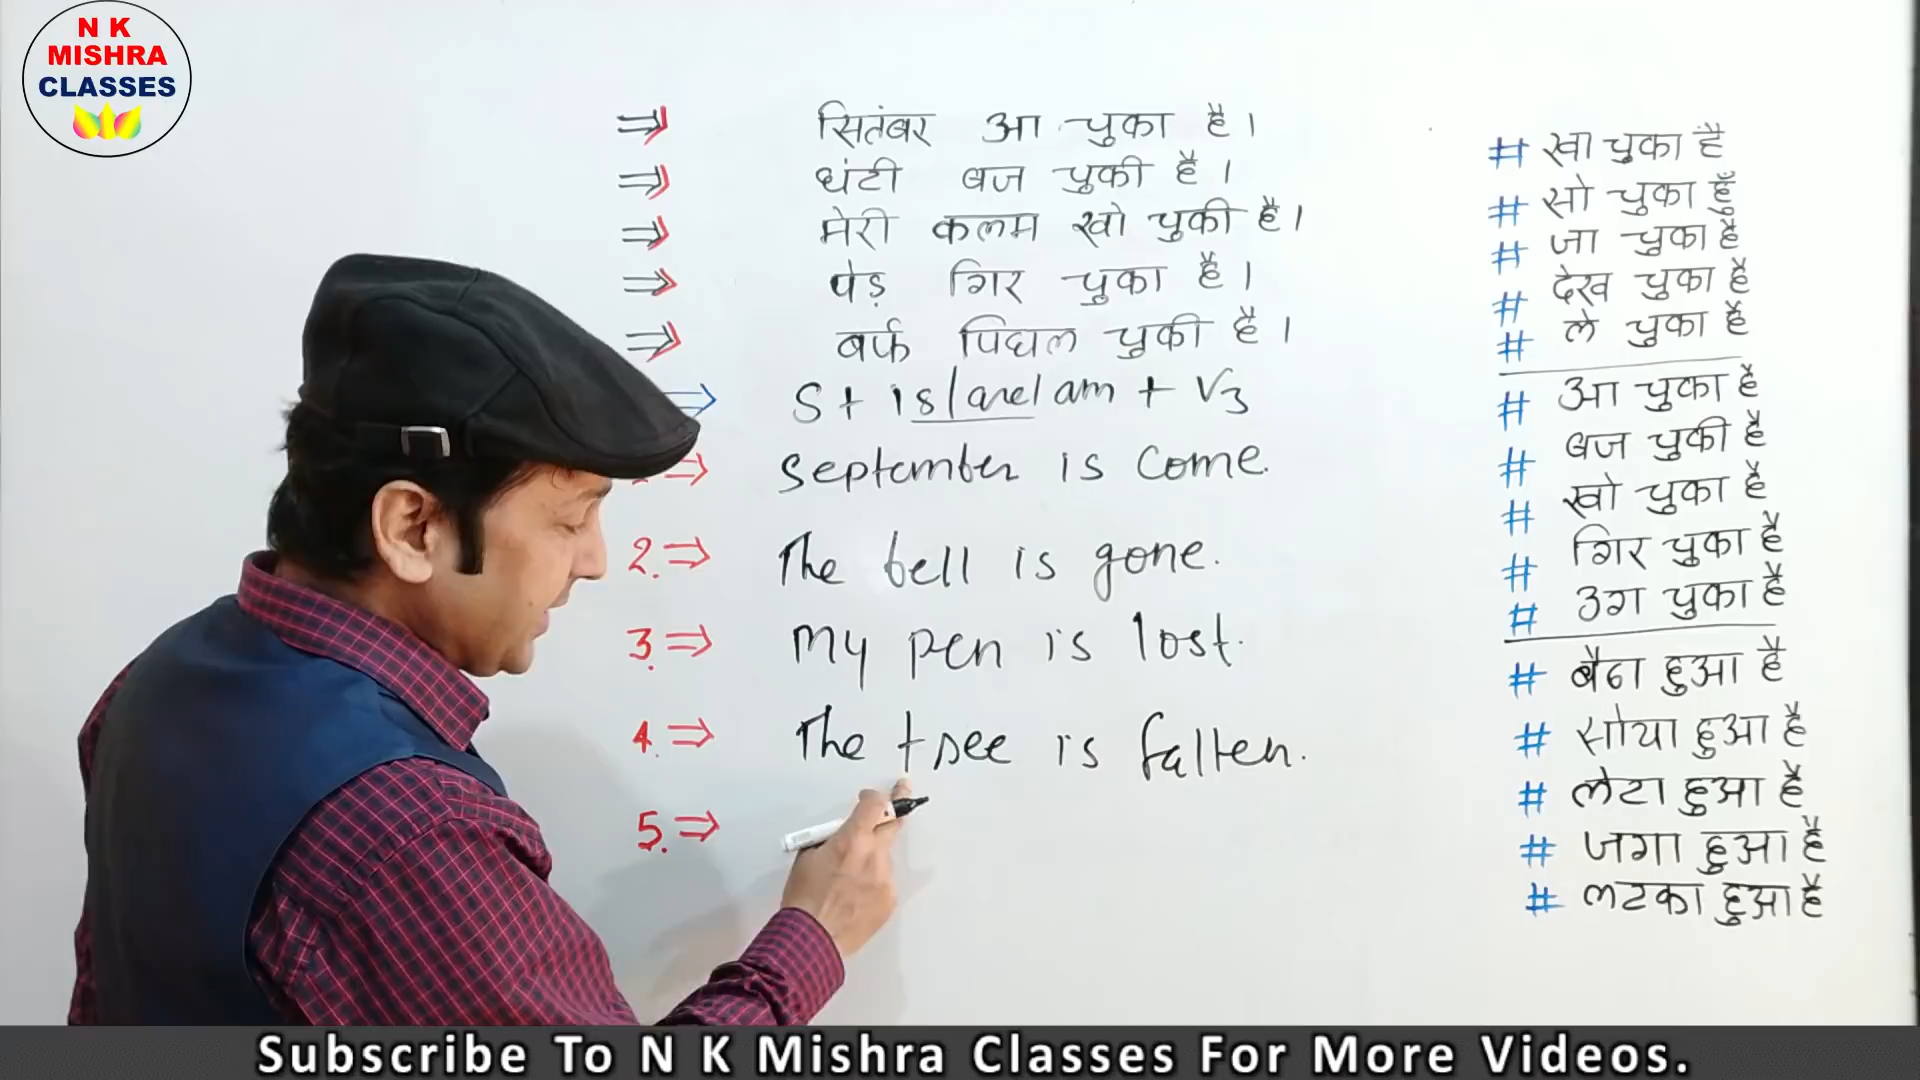 N K
MISHRA
CLASSES
⇒ सितंबर आ चुका है।
⇒ घंटी बज चुकी है।
⇒ मेरी कलम खो चुकी है।
⇒ पेड़ गिर चुका है।
⇒ बर्फ पिघल चुकी है।
⇒ S + is/are/am + V3
⇒ September is come.
2. ⇒ The bell is gone.
3. ⇒ My pen is lost.
4. ⇒ The tree is fallen.
5. ⇒
# खा चुका है
# सो चुका हूँ
# जा चुका है
# देख चुका है
# ले चुका है
# आ चुका है
# बज चुकी है
# खो चुका है
# गिर चुका है
# उग चुका है
# बैठा हुआ है
# सोया हुआ है
# लेटा हुआ है
# जगा हुआ है
# लटका हुआ है
Subscribe To N K Mishra Classes For More Videos.